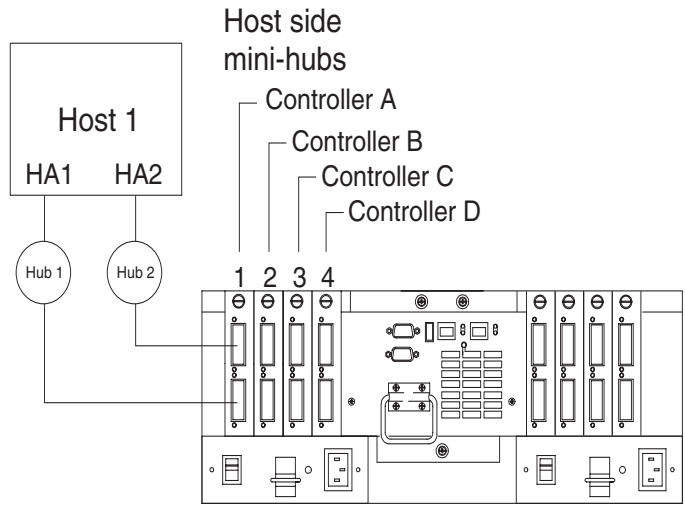 Host side
mini-hubs
Controller A
Host 1
Controller B
HA1 HA2
Controller C
Controller D
Hub 1 Hub 2
1 2 3 4